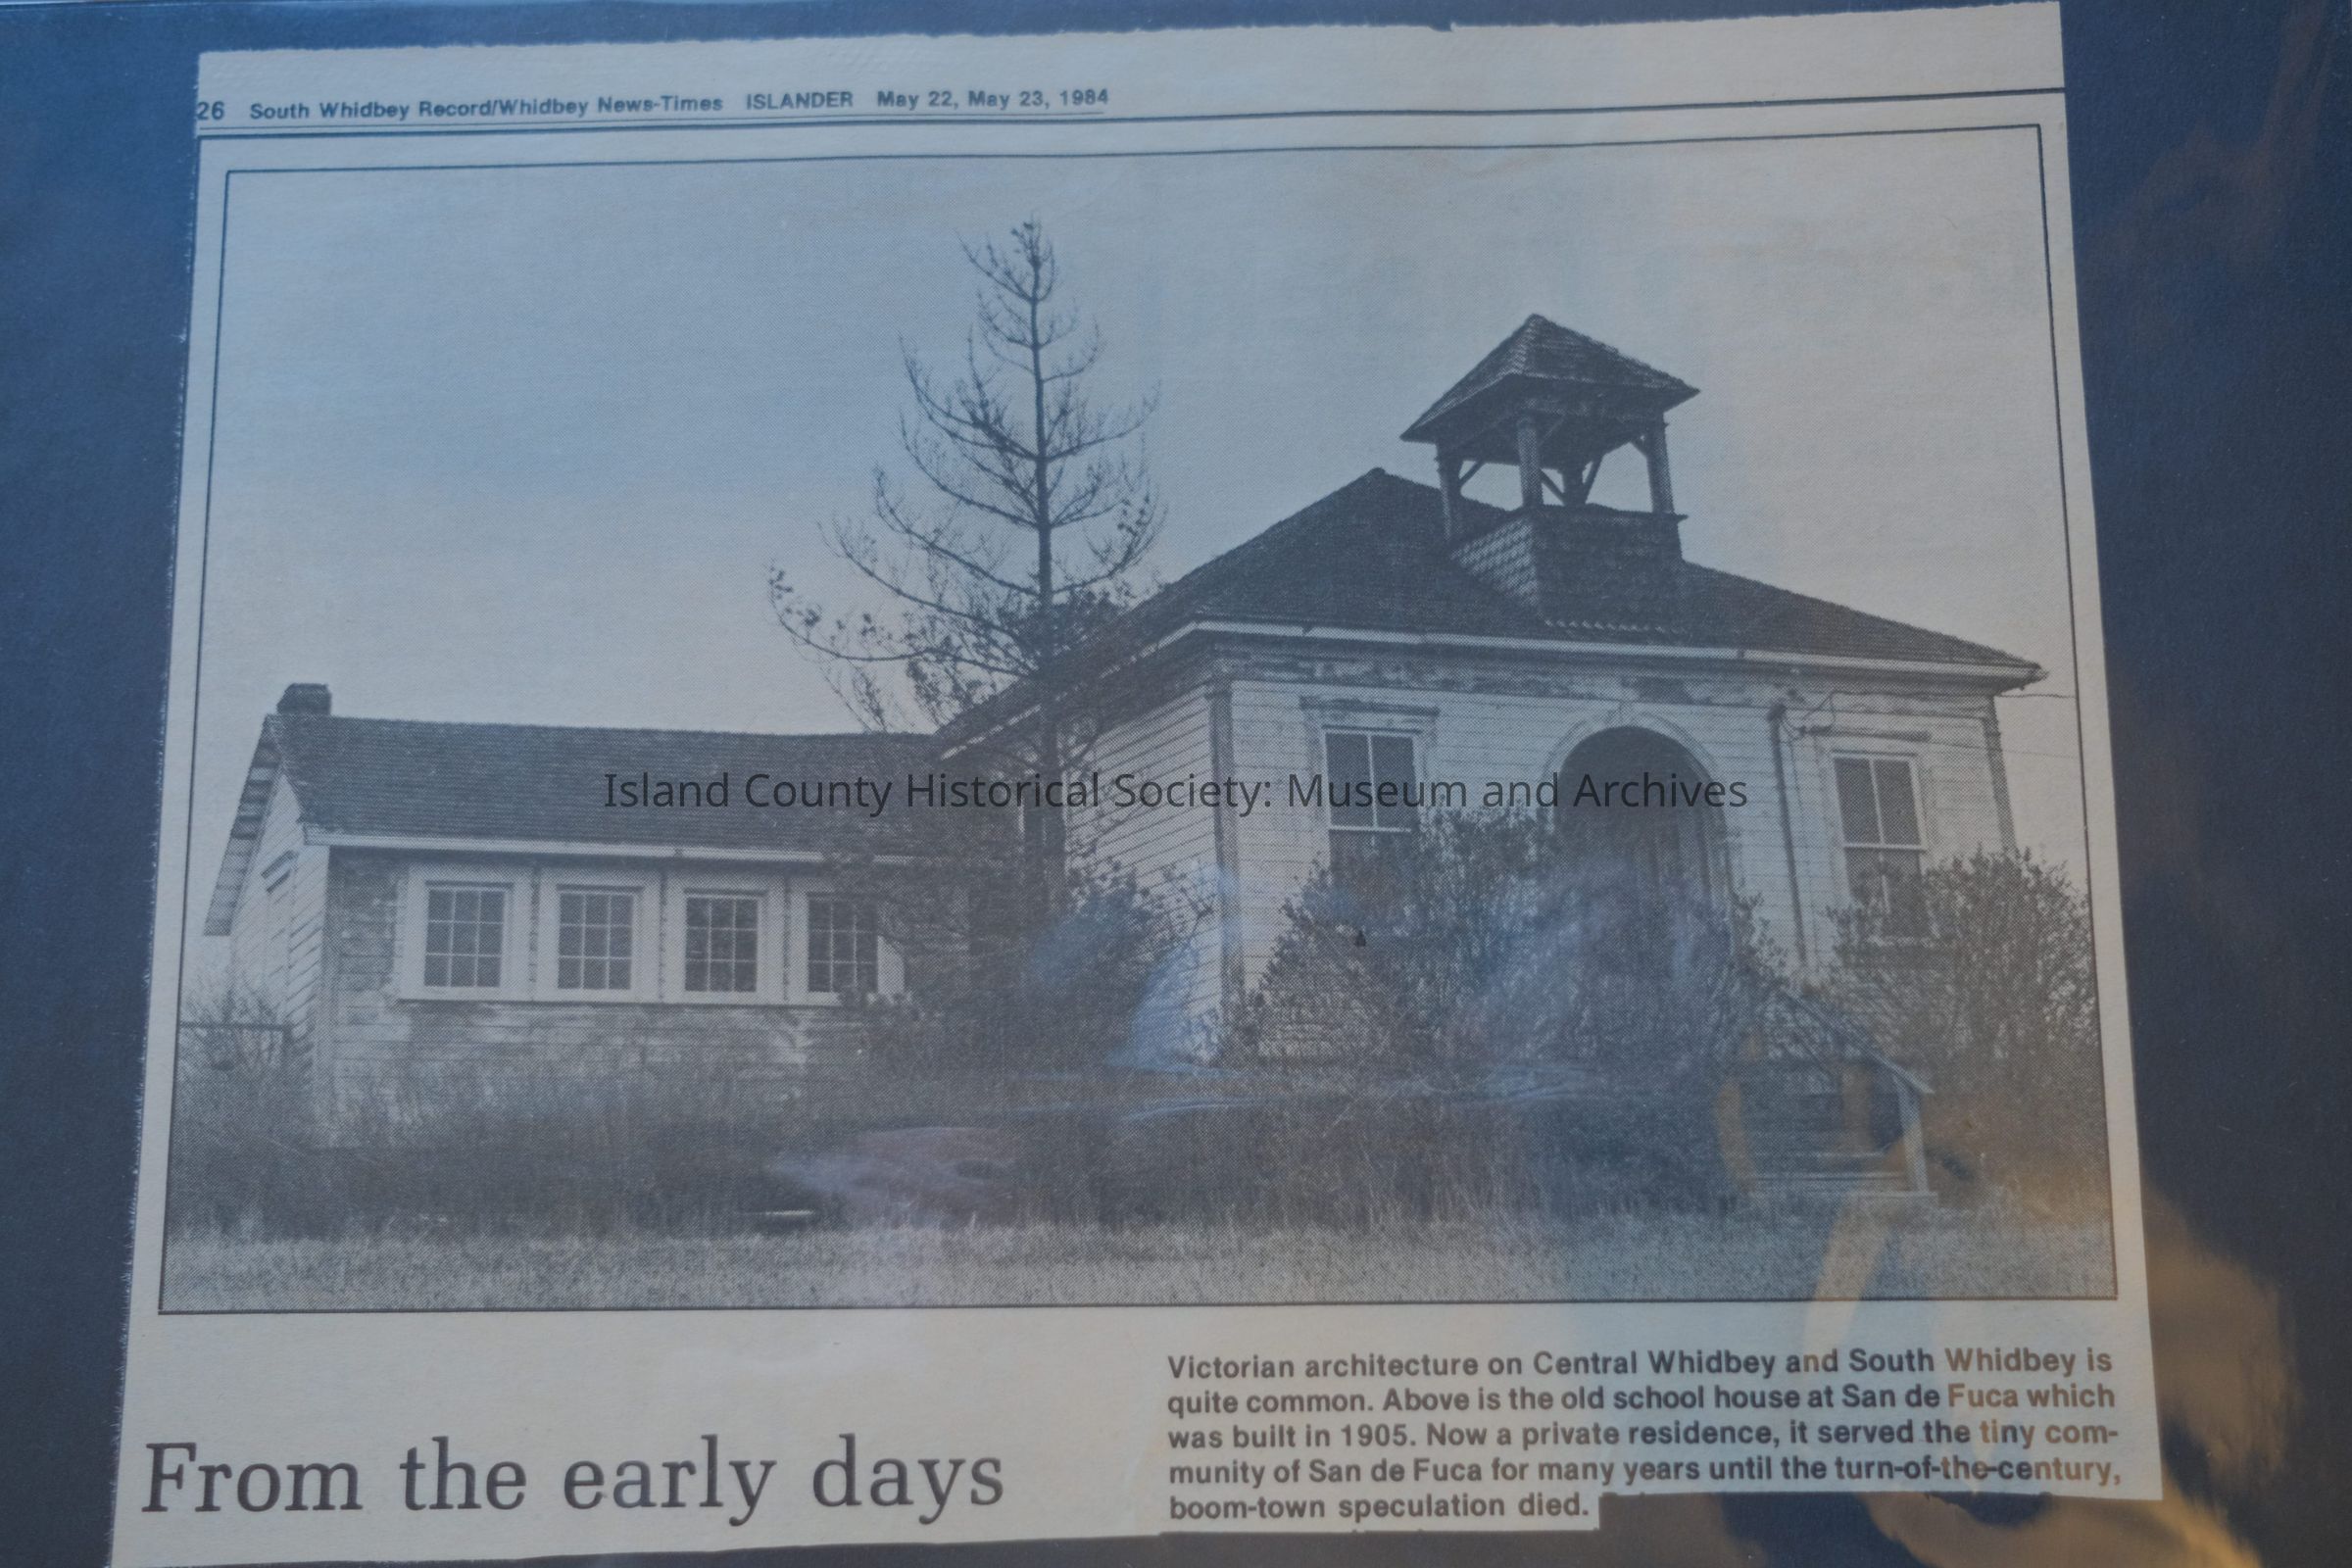 26 South Whidbey Record/Whidbey News-Times ISLANDER May 22, May 23, 1984
Island County Historical Society: Museum and Archives
From the early days
Victorian architecture on Central Whidbey and South Whidbey is
quite common. Above is the old school house at San de Fuca which
was built in 1905. Now a private residence, it served the tiny com-
munity of San de Fuca for many years until the turn-of-the-century,
boom-town speculation died.